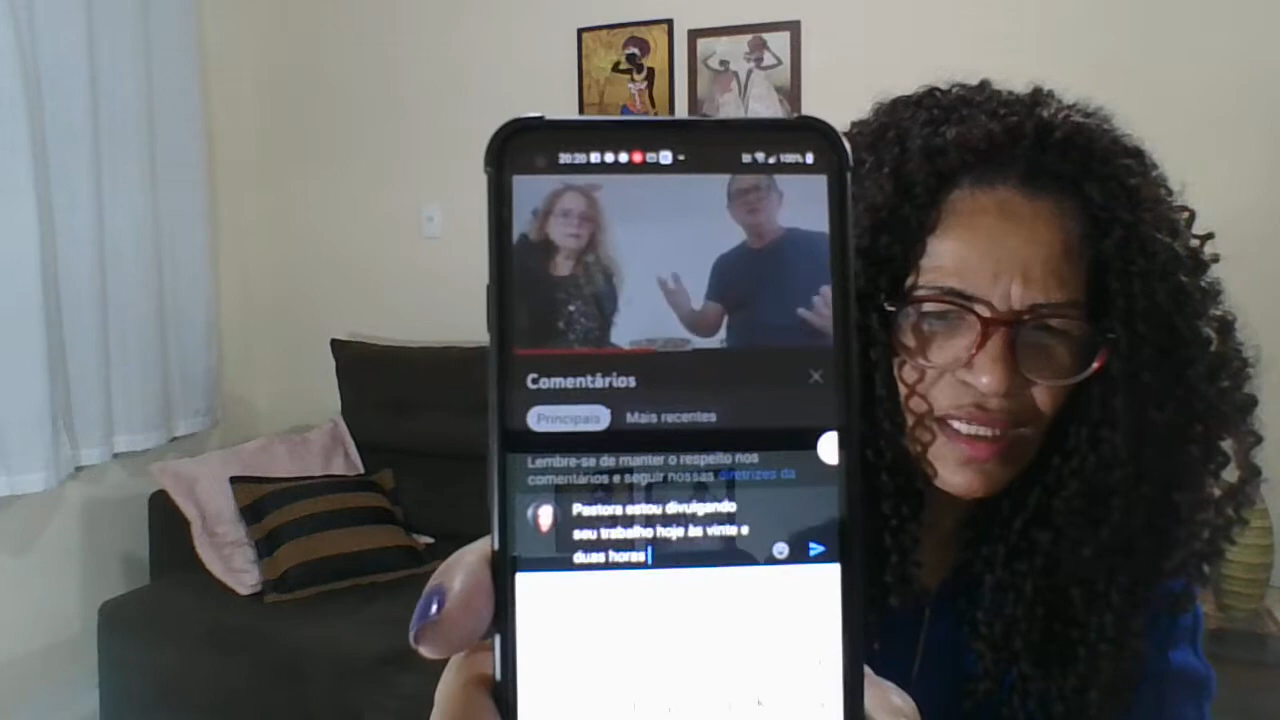 20:20
100%
Comentários
Principais
Mais recentes
Lembre-se de manter o respeito nos
comentários e seguir nossas diretrizes da
Pastora estou divulgando
seu trabalho hoje às vinte e
duas horas